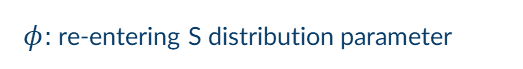 ϕ: re-entering S distribution parameter